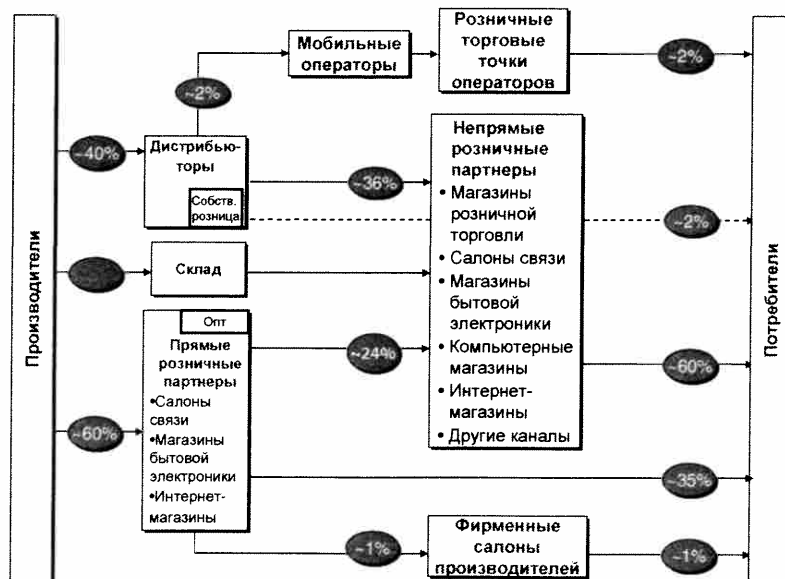 Производители
~40%
~60%
~2%
Дистрибью-
торы
Собств.
розница
Склад
Опт
Прямые
розничные
партнеры
•Салоны
связи
•Магазины
бытовой
электроники
•Интернет-
магазины
Мобильные
операторы
~36%
~24%
~1%
Розничные
торговые
точки
операторов
Непрямые
розничные
партнеры
• Магазины
розничной
торговли
• Салоны связи
• Магазины
бытовой
электроники
• Компьютерные
магазины
• Интернет-
магазины
• Другие каналы
Фирменные
салоны
производителей
~2%
~2%
~60%
~35%
~1%
Потребители